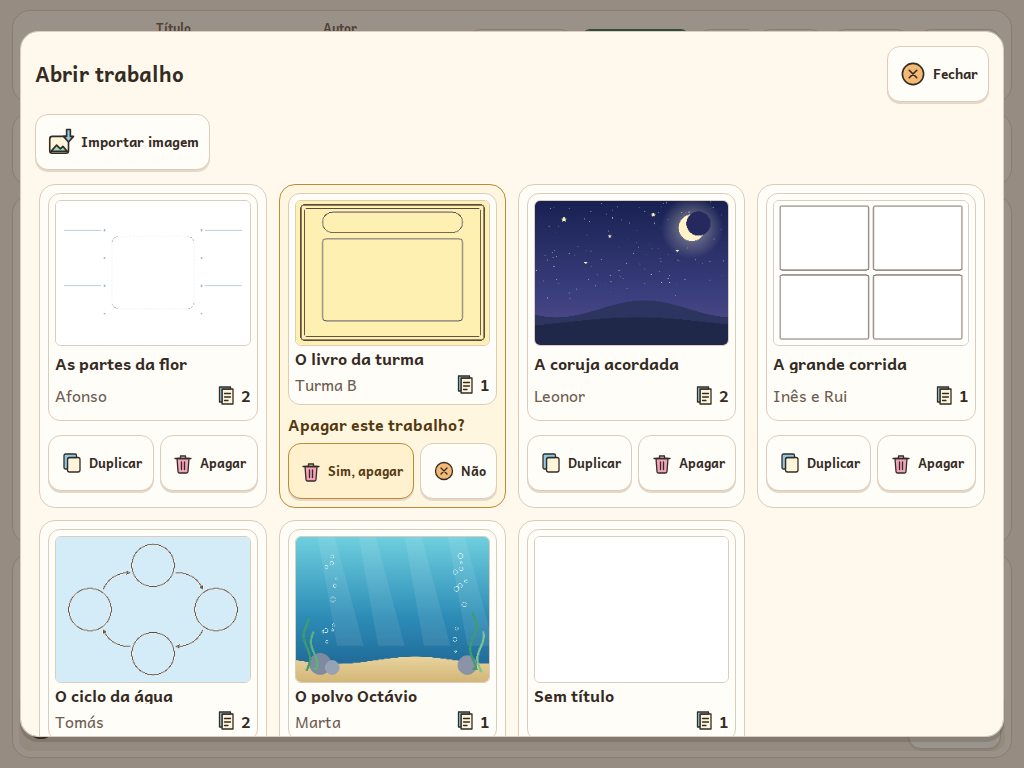 Título
Autor
Abrir trabalho
Fechar
Importar imagem
As partes da flor
Afonso
2
Duplicar
Apagar
O livro da turma
Turma B
1
Apagar este trabalho?
Sim, apagar
Não
A coruja acordada
Leonor
2
Duplicar
Apagar
A grande corrida
Inês e Rui
1
Duplicar
Apagar
O ciclo da água
Tomás
2
O polvo Octávio
Marta
1
Sem título
1